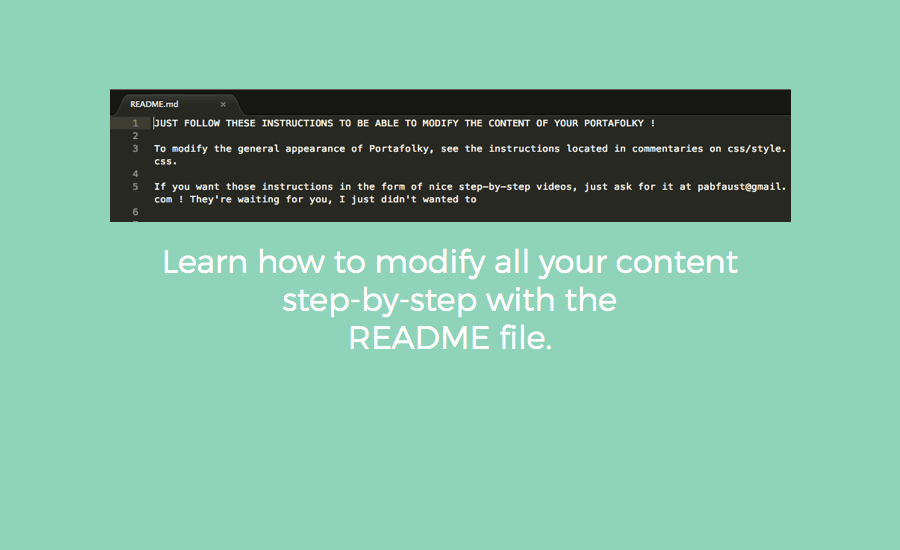 README.md ×
1 JUST FOLLOW THESE INSTRUCTIONS TO BE ABLE TO MODIFY THE CONTENT OF YOUR PORTAFOLKY !
2
3 To modify the general appearance of Portafolky, see the instructions located in commentaries on css/style.
css.
4
5 If you want those instructions in the form of nice step-by-step videos, just ask for it at pabfaust@gmail.
com ! They're waiting for you, I just didn't wanted to
6
Learn how to modify all your content
step-by-step with the
README file.